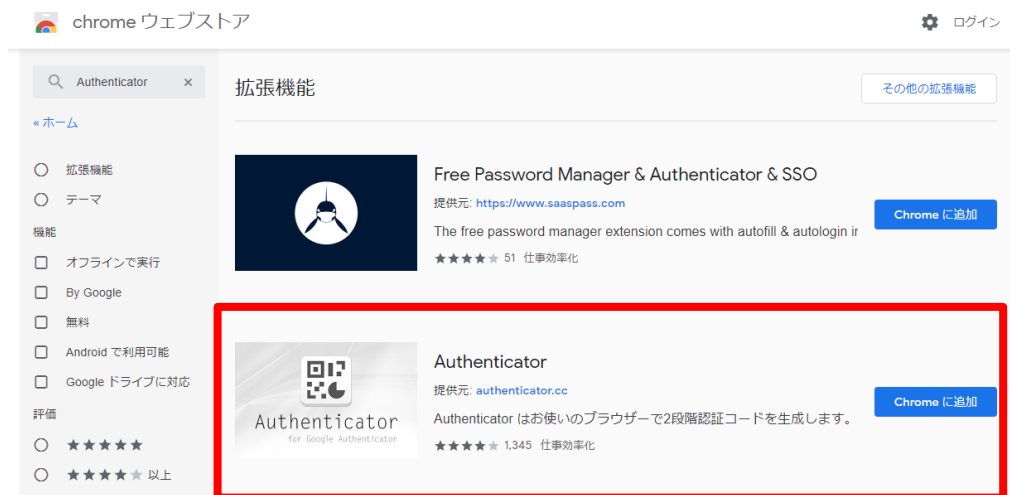 chrome ウェブストア
ログイン
Authenticator ×
«ホーム
拡張機能
テーマ
機能
オフラインで実行
By Google
無料
Android で利用可能
Google ドライブに対応
評価
★★★★★
★★★★★ 以上
拡張機能
その他の拡張機能
Free Password Manager & Authenticator & SSO
提供元: https://www.saaspass.com
The free password manager extension comes with autofill & autologin ir
★★★★★ 51 仕事効率化
Chrome に追加
Authenticator
for Google Authenticator
Authenticator
提供元: authenticator.cc
Authenticator はお使いのブラウザーで2段階認証コードを生成します。
★★★★★ 1,345 仕事効率化
Chrome に追加